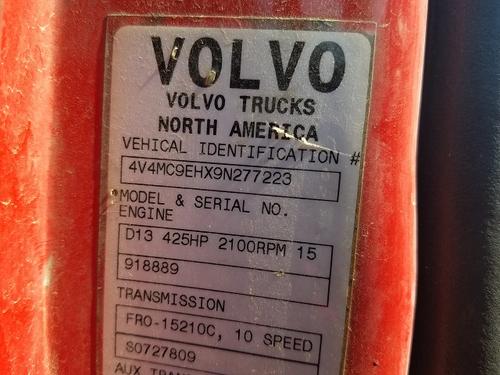 VOLVO
VOLVO TRUCKS
NORTH AMERICA
VEHICAL IDENTIFICATION #
4V4MC9EHX9N277223
MODEL & SERIAL NO.
ENGINE
D13 425HP 2100RPM 15
918889
TRANSMISSION
FRO-15210C, 10 SPEED
S0727809
AUX